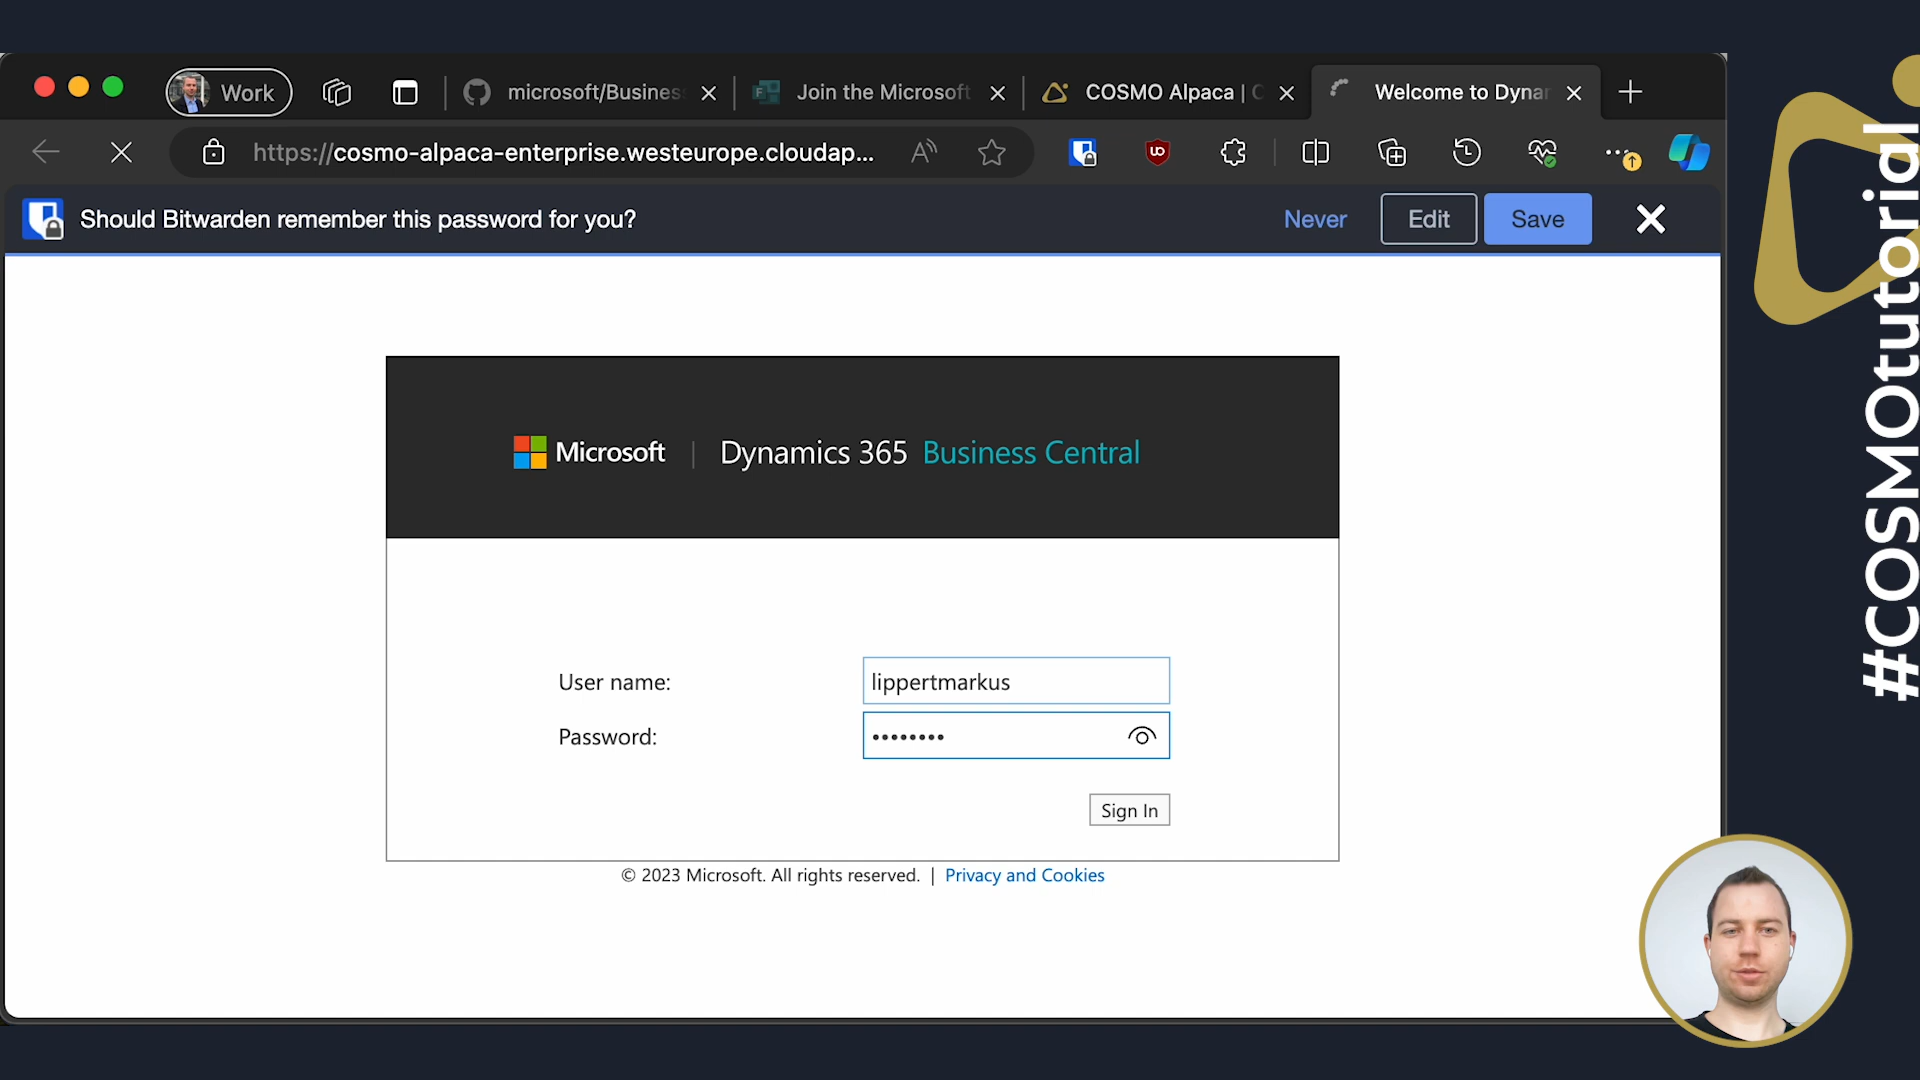 Work
microsoft/Busines
Join the Microsoft
COSMO Alpaca | C
Welcome to Dynar
https://cosmo-alpaca-enterprise.westeurope.cloudap...
Should Bitwarden remember this password for you?
Never
Edit
Save
Microsoft | Dynamics 365 Business Central
User name:
lippertmarkus
Password:
••••••••
Sign In
© 2023 Microsoft. All rights reserved. | Privacy and Cookies
#COSMOtutorial